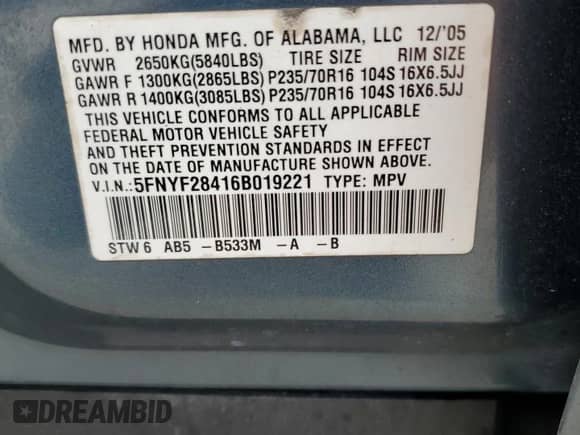 MFD. BY HONDA MFG. OF ALABAMA, LLC 12/'05
GVWR 2650KG(5840LBS) TIRE SIZE RIM SIZE
GAWR F 1300KG(2865LBS) P235/70R16 104S 16X6.5JJ
GAWR R 1400KG(3085LBS) P235/70R16 104S 16X6.5JJ
THIS VEHICLE CONFORMS TO ALL APPLICABLE
FEDERAL MOTOR VEHICLE SAFETY
AND THEFT PREVENTION STANDARDS IN EFFECT
ON THE DATE OF MANUFACTURE SHOWN ABOVE.
V.I.N.:5FNYF28416B019221 TYPE: MPV
STW6 AB5 -B533M -A -B
DREAMBID